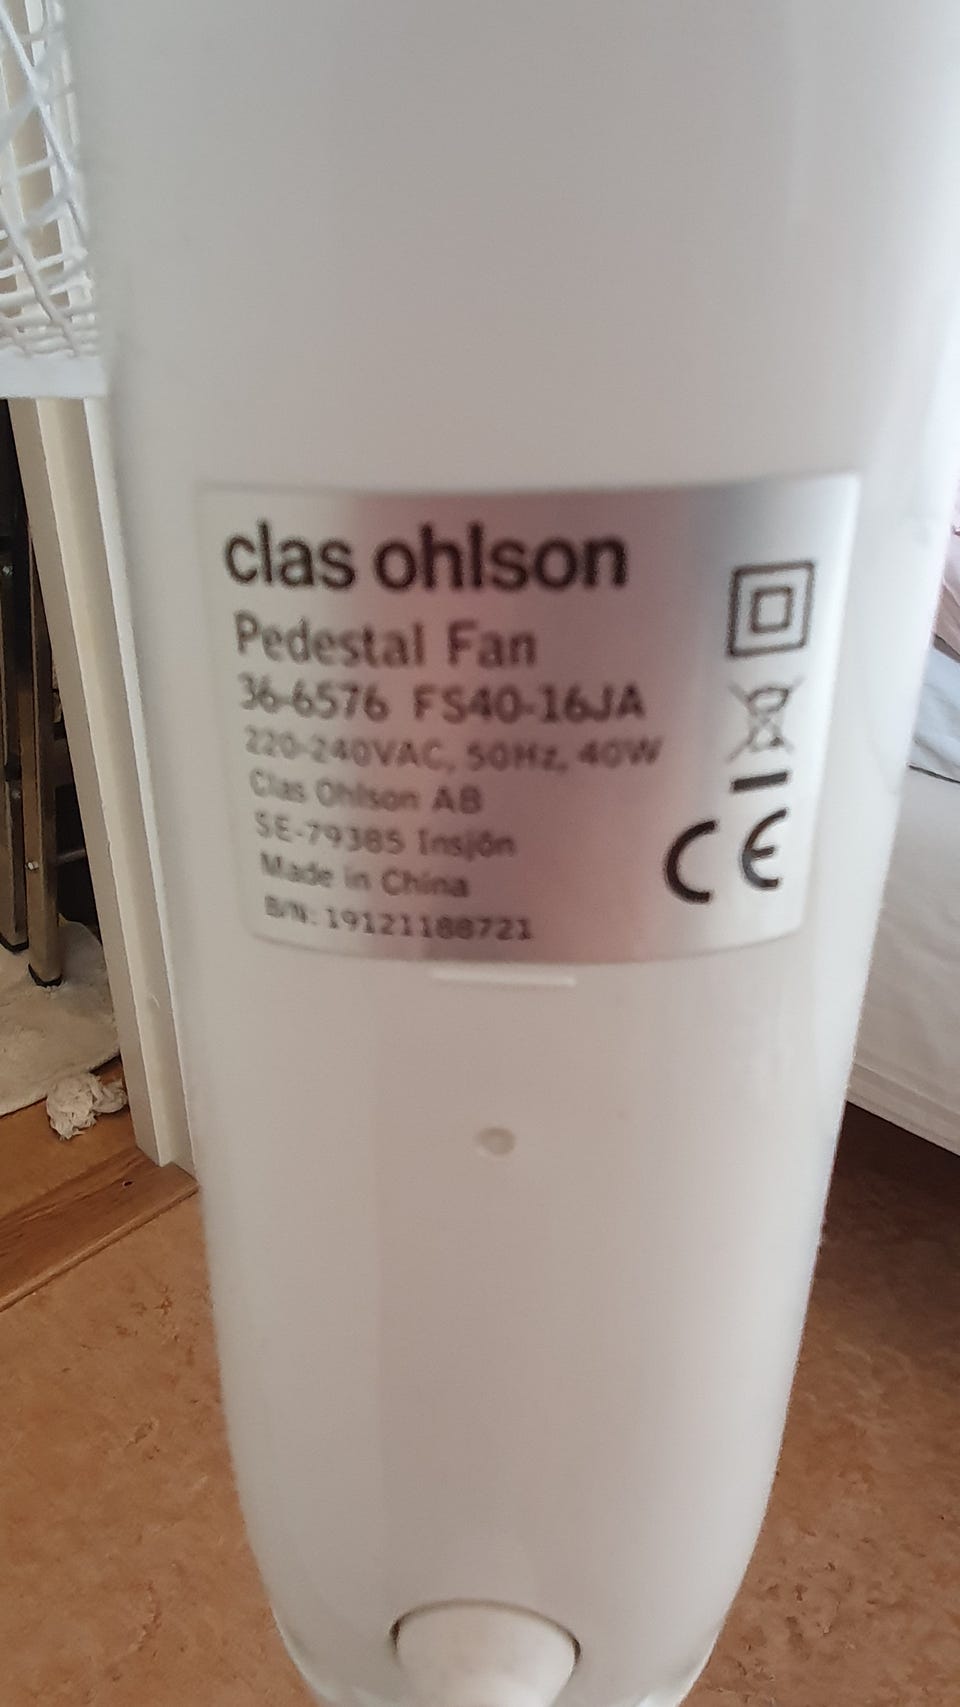 clas ohlson
Pedestal Fan
36-6576 FS40-16JA
220-240VAC, 50Hz, 40W
Clas Ohlson AB
SE-79385 Insjön
Made in China
B/N: 19121188721
CE